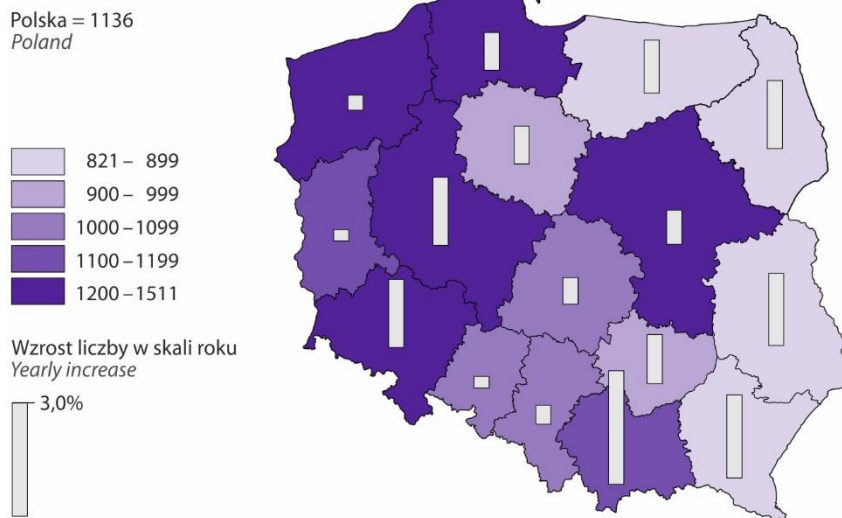 Polska = 1136
Poland
821 – 899
900 – 999
1000 – 1099
1100 – 1199
1200 – 1511
Wzrost liczby w skali roku
Yearly increase
3,0%